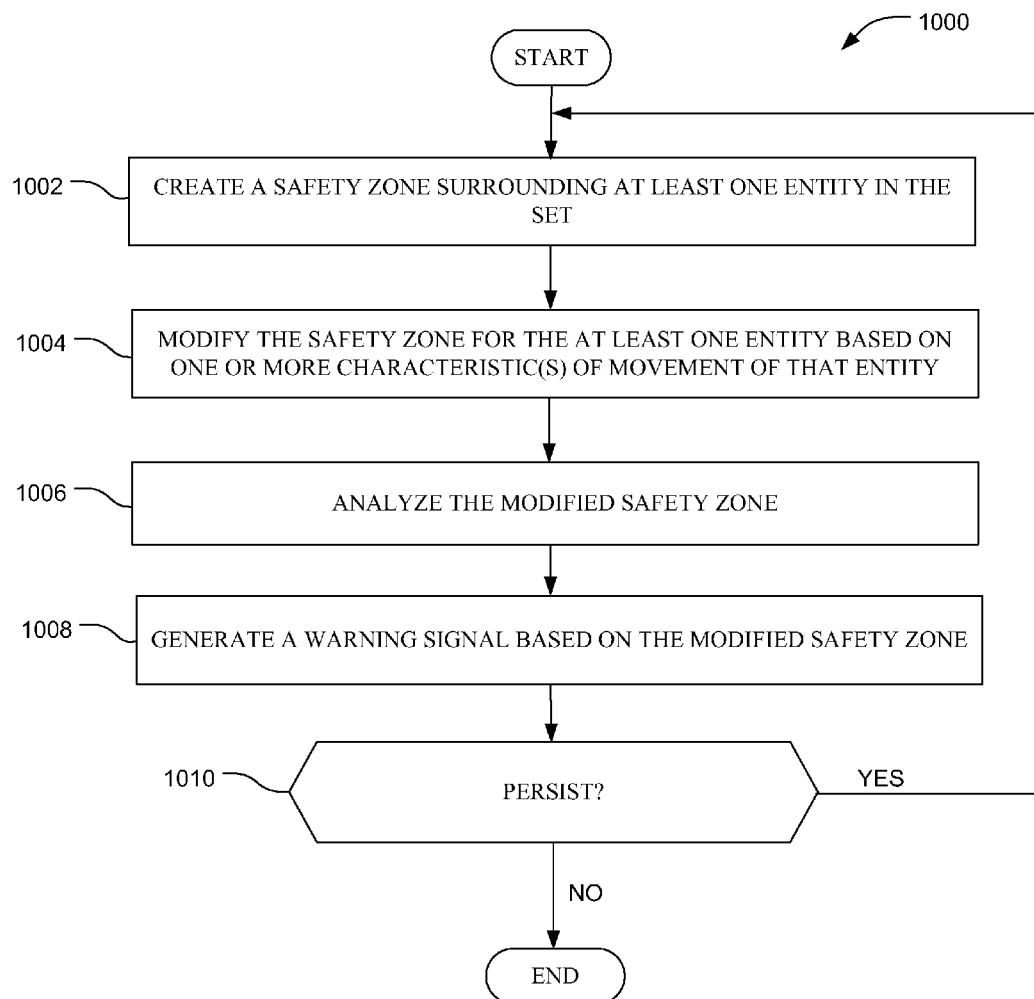 1000
START
1002
CREATE A SAFETY ZONE SURROUNDING AT LEAST ONE ENTITY IN THE
SET
1004
MODIFY THE SAFETY ZONE FOR THE AT LEAST ONE ENTITY BASED ON
ONE OR MORE CHARACTERISTIC(S) OF MOVEMENT OF THAT ENTITY
1006
ANALYZE THE MODIFIED SAFETY ZONE
1008
GENERATE A WARNING SIGNAL BASED ON THE MODIFIED SAFETY ZONE
1010
PERSIST?
YES
NO
END